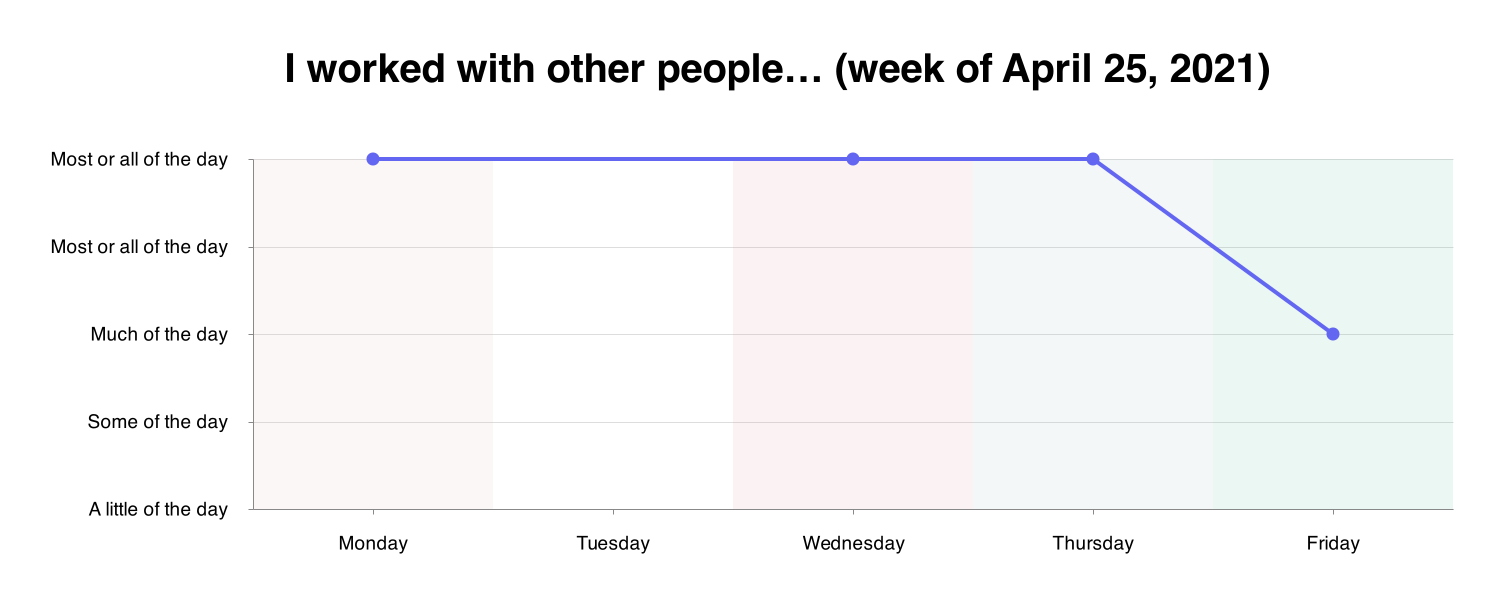 I worked with other people… (week of April 25, 2021)
Most or all of the day
Most or all of the day
Much of the day
Some of the day
A little of the day
Monday Tuesday Wednesday Thursday Friday